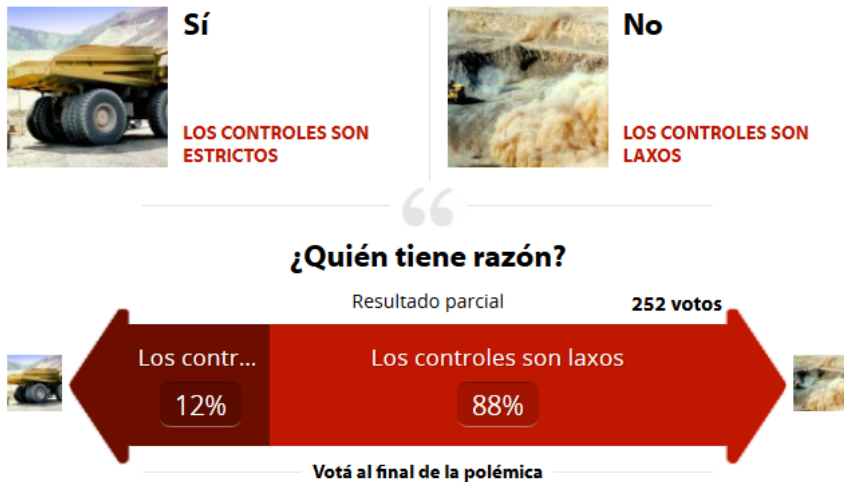 Sí
LOS CONTROLES SON
ESTRICTOS
No
LOS CONTROLES SON
LAXOS
“
¿Quién tiene razón?
Resultado parcial
252 votos
Los contr...
12%
Los controles son laxos
88%
Votá al final de la polémica